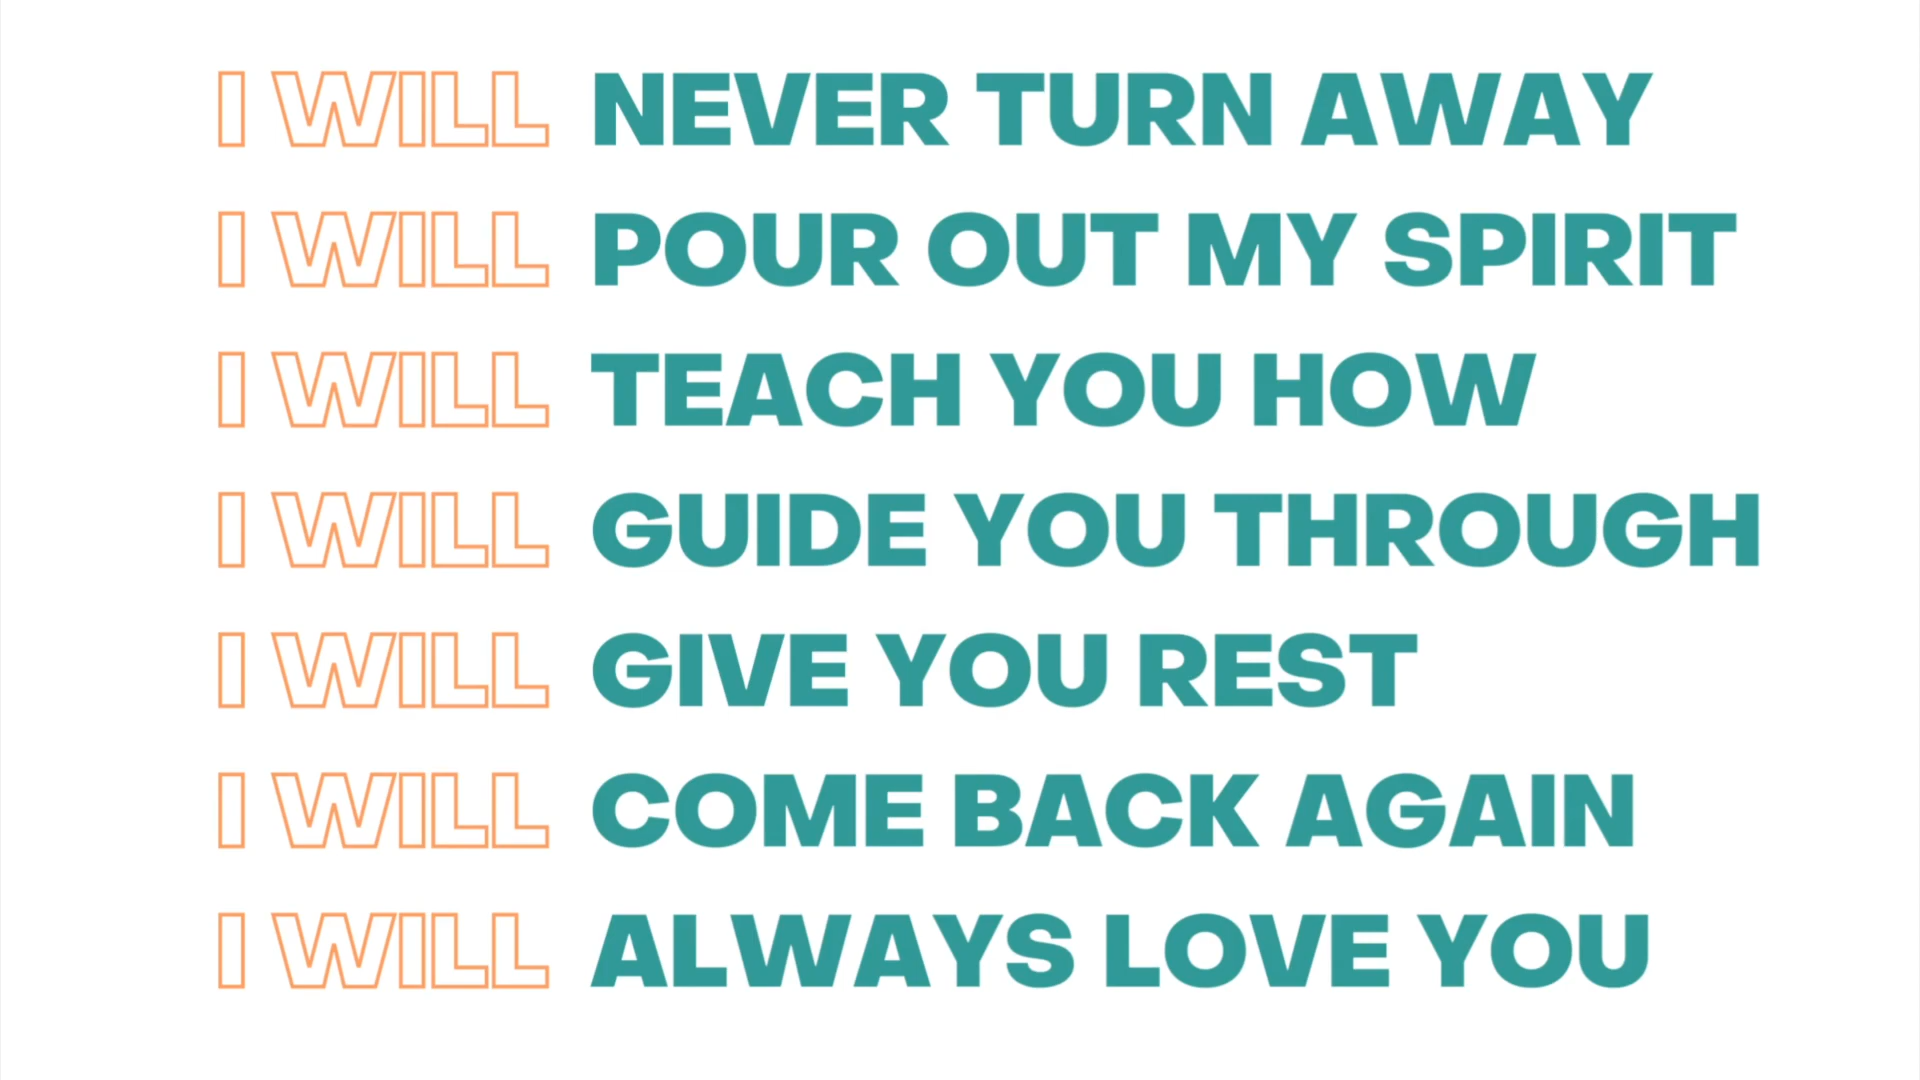 I WILL NEVER TURN AWAY
I WILL POUR OUT MY SPIRIT
I WILL TEACH YOU HOW
I WILL GUIDE YOU THROUGH
I WILL GIVE YOU REST
I WILL COME BACK AGAIN
I WILL ALWAYS LOVE YOU